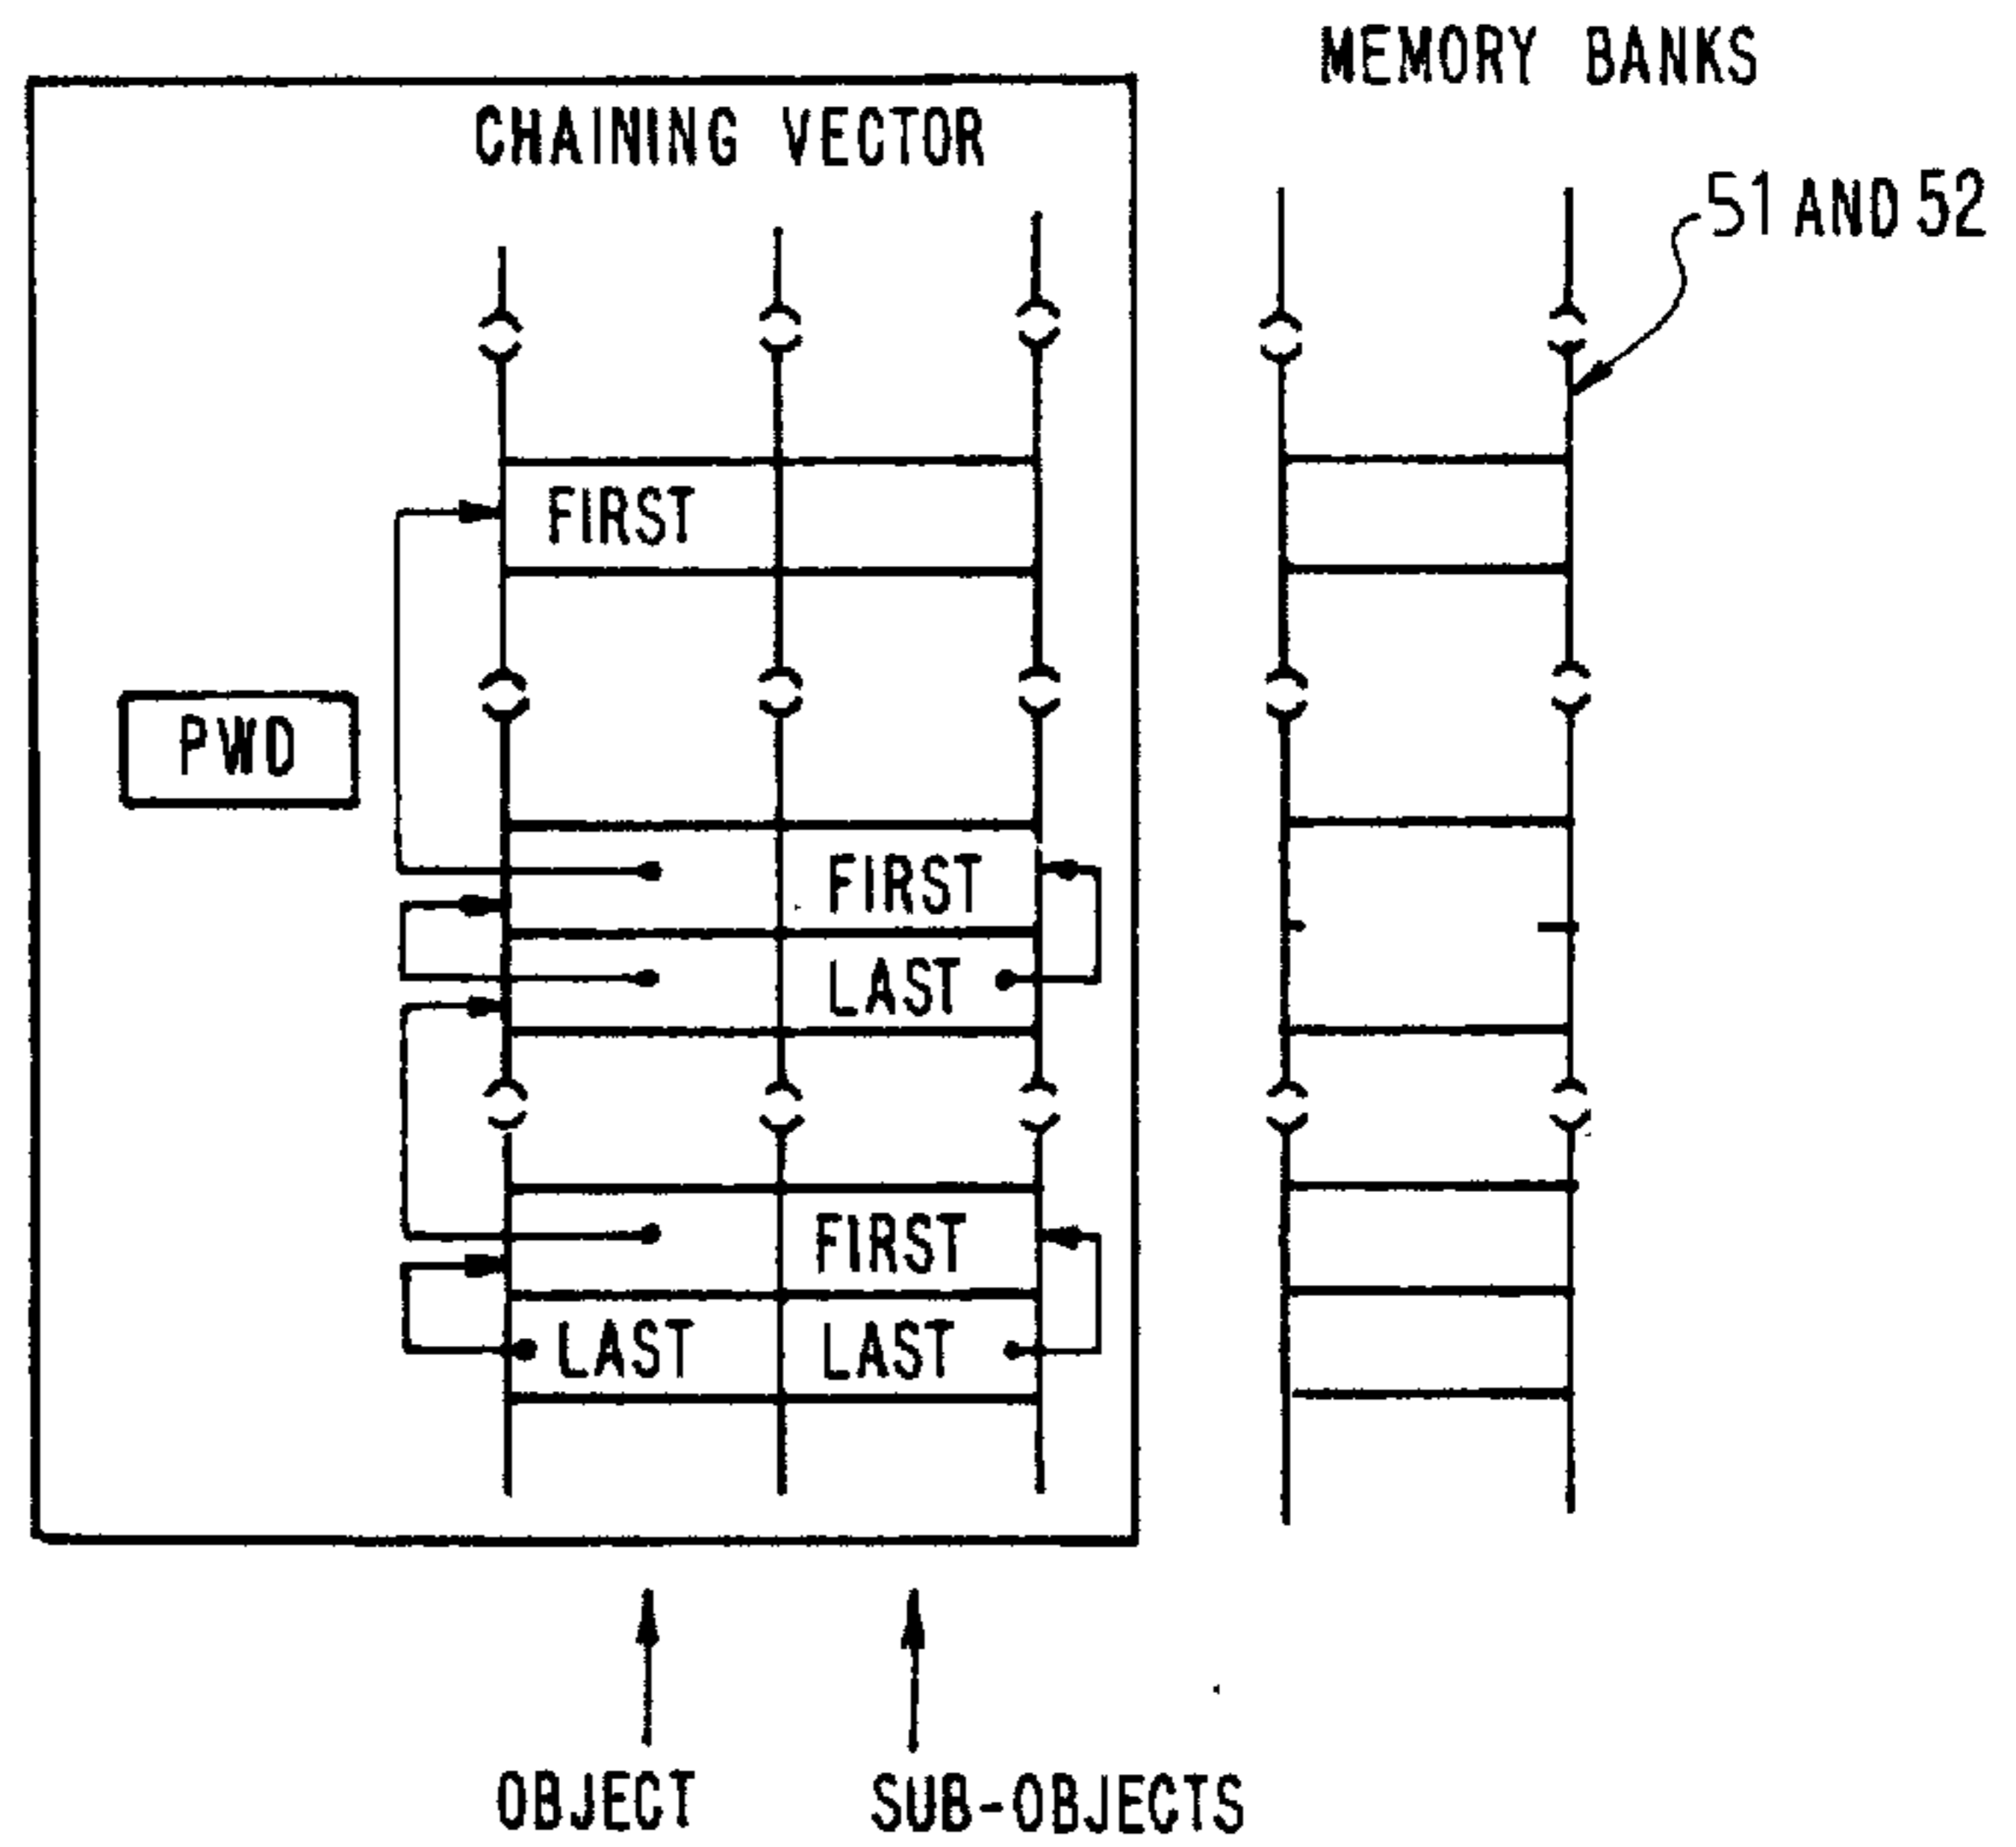 MEMORY BANKS
CHAINING VECTOR
51 AND 52
FIRST
PWD
FIRST
LAST
FIRST
LAST LAST
OBJECT SUB-OBJECTS